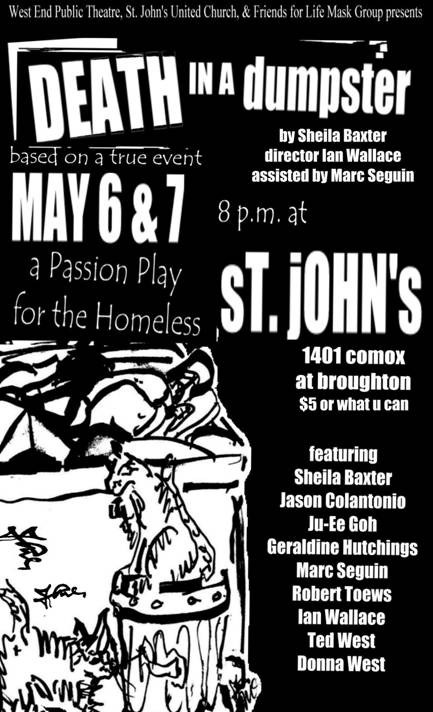 West End Public Theatre, St. John's United Church, & Friends for Life Mask Group presents
DEATH IN A dumpster
by Sheila Baxter
director Ian Wallace
assisted by Marc Seguin
based on a true event
MAY 6 & 7
8 p.m. at
a Passion Play
for the Homeless
sT. jOHN's
1401 comox
at broughton
$5 or what u can
featuring
Sheila Baxter
Jason Colantonio
Ju-Ee Goh
Geraldine Hutchings
Marc Seguin
Robert Toews
Ian Wallace
Ted West
Donna West